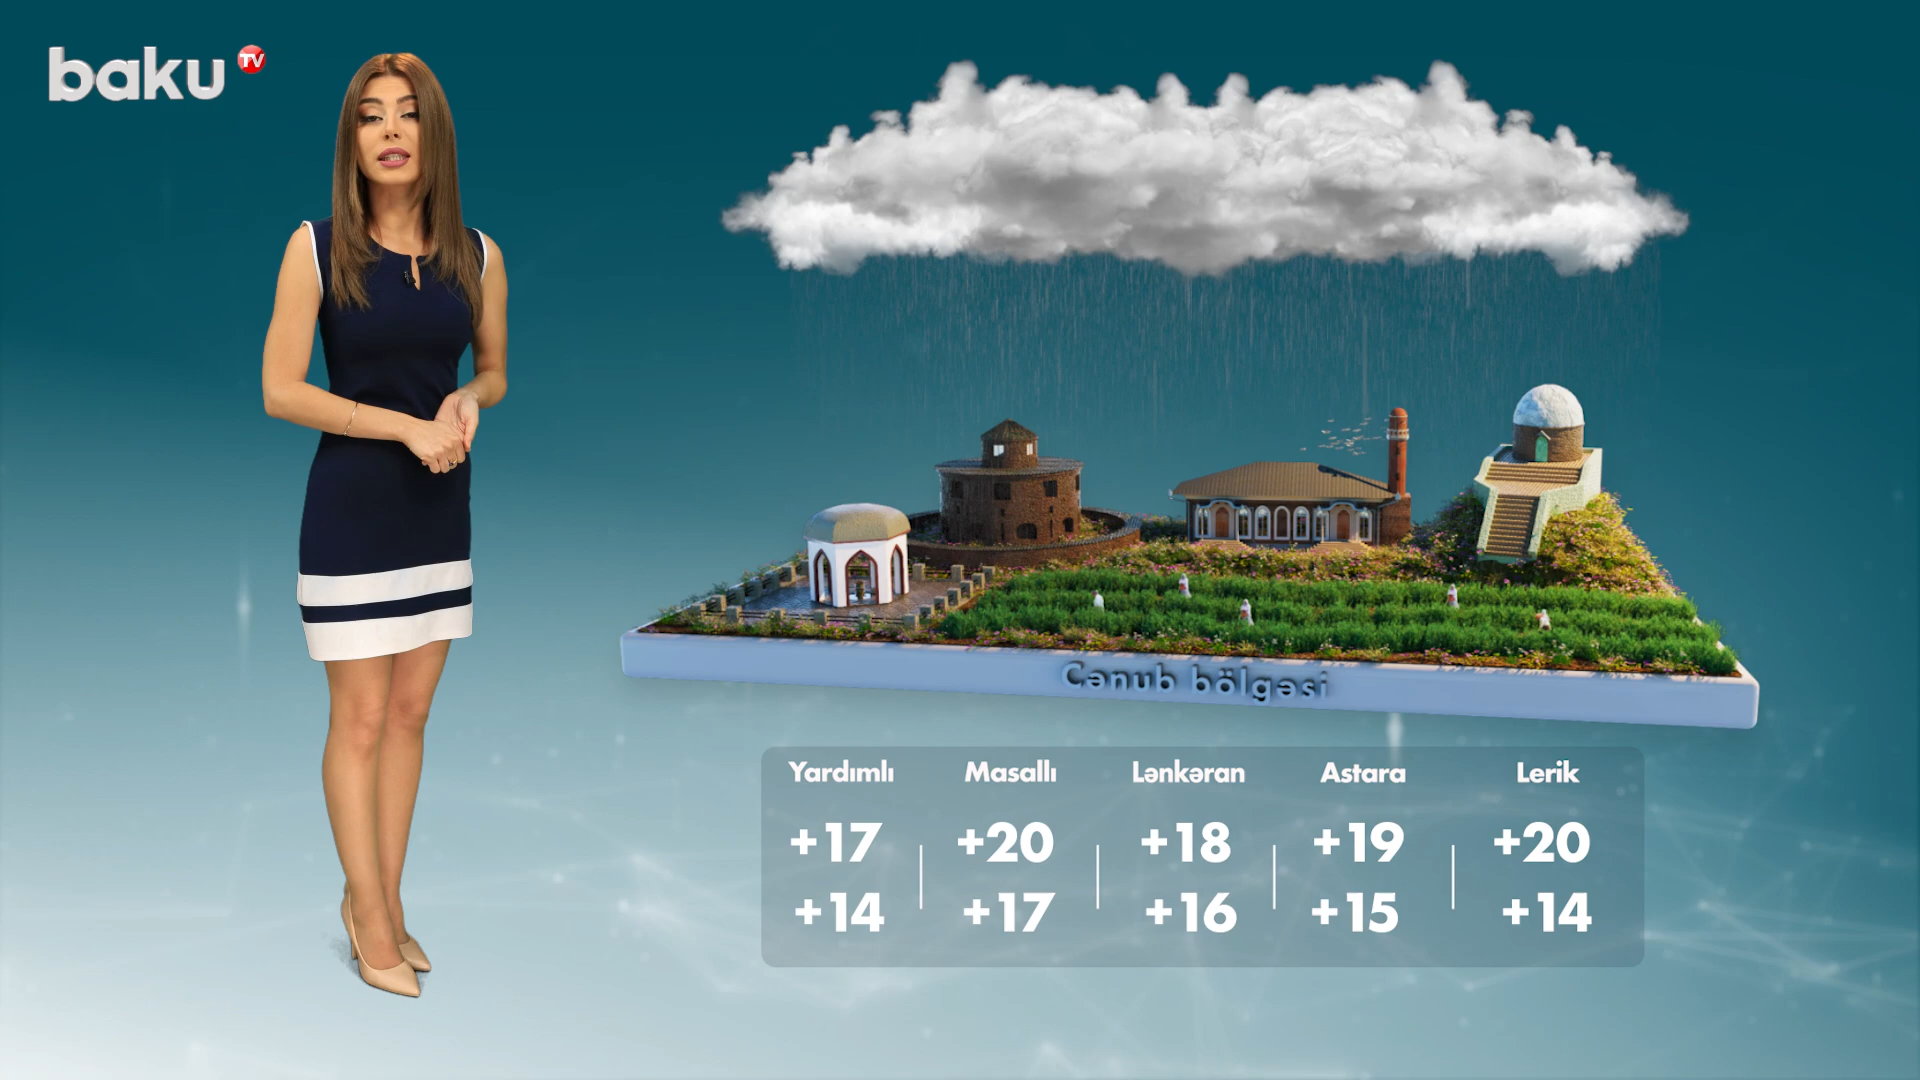 baku TV
Cənub bölgəsi
Yardımlı Masallı Lənkəran Astara Lerik
+17 +20 +18 +19 +20
+14 +17 +16 +15 +14